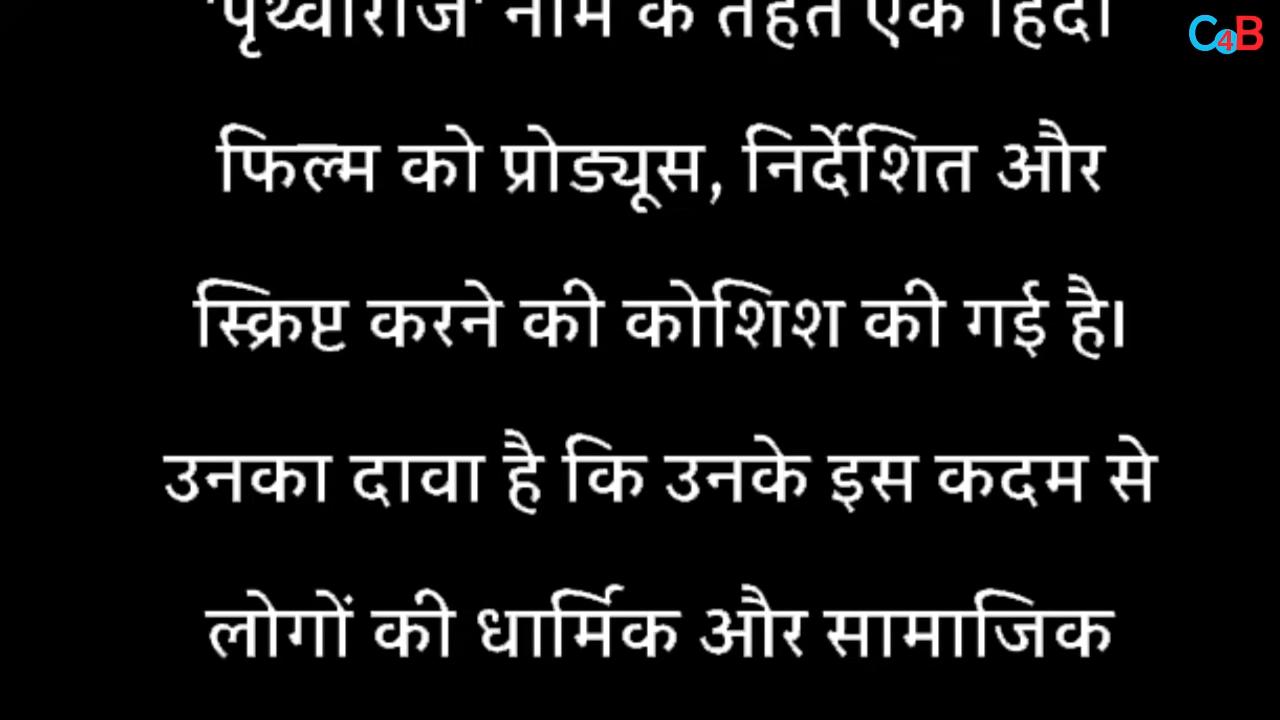 'पृथ्वीराज' नाम के तहत एक हिंदी
C4B
फिल्म को प्रोड्यूस, निर्देशित और
स्क्रिप्ट करने की कोशिश की गई है।
उनका दावा है कि उनके इस कदम से
लोगों की धार्मिक और सामाजिक